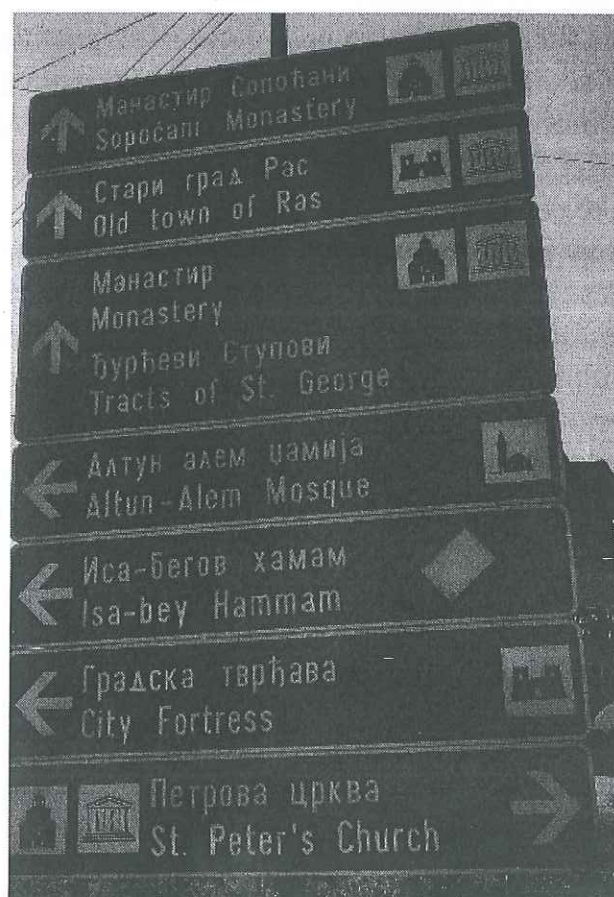 Манастир Сопоћани
Sopoćani Monastery
Стари град Рас
Old town of Ras
Манастир
Monastery
Ђурђеви Ступови
Tracts of St. George
Алтун алем џамија
Altun-Alem Mosque
Иса-бегов хамам
Isa-bey Hammam
Градска тврђава
City Fortress
Петрова црква
St. Peter's Church